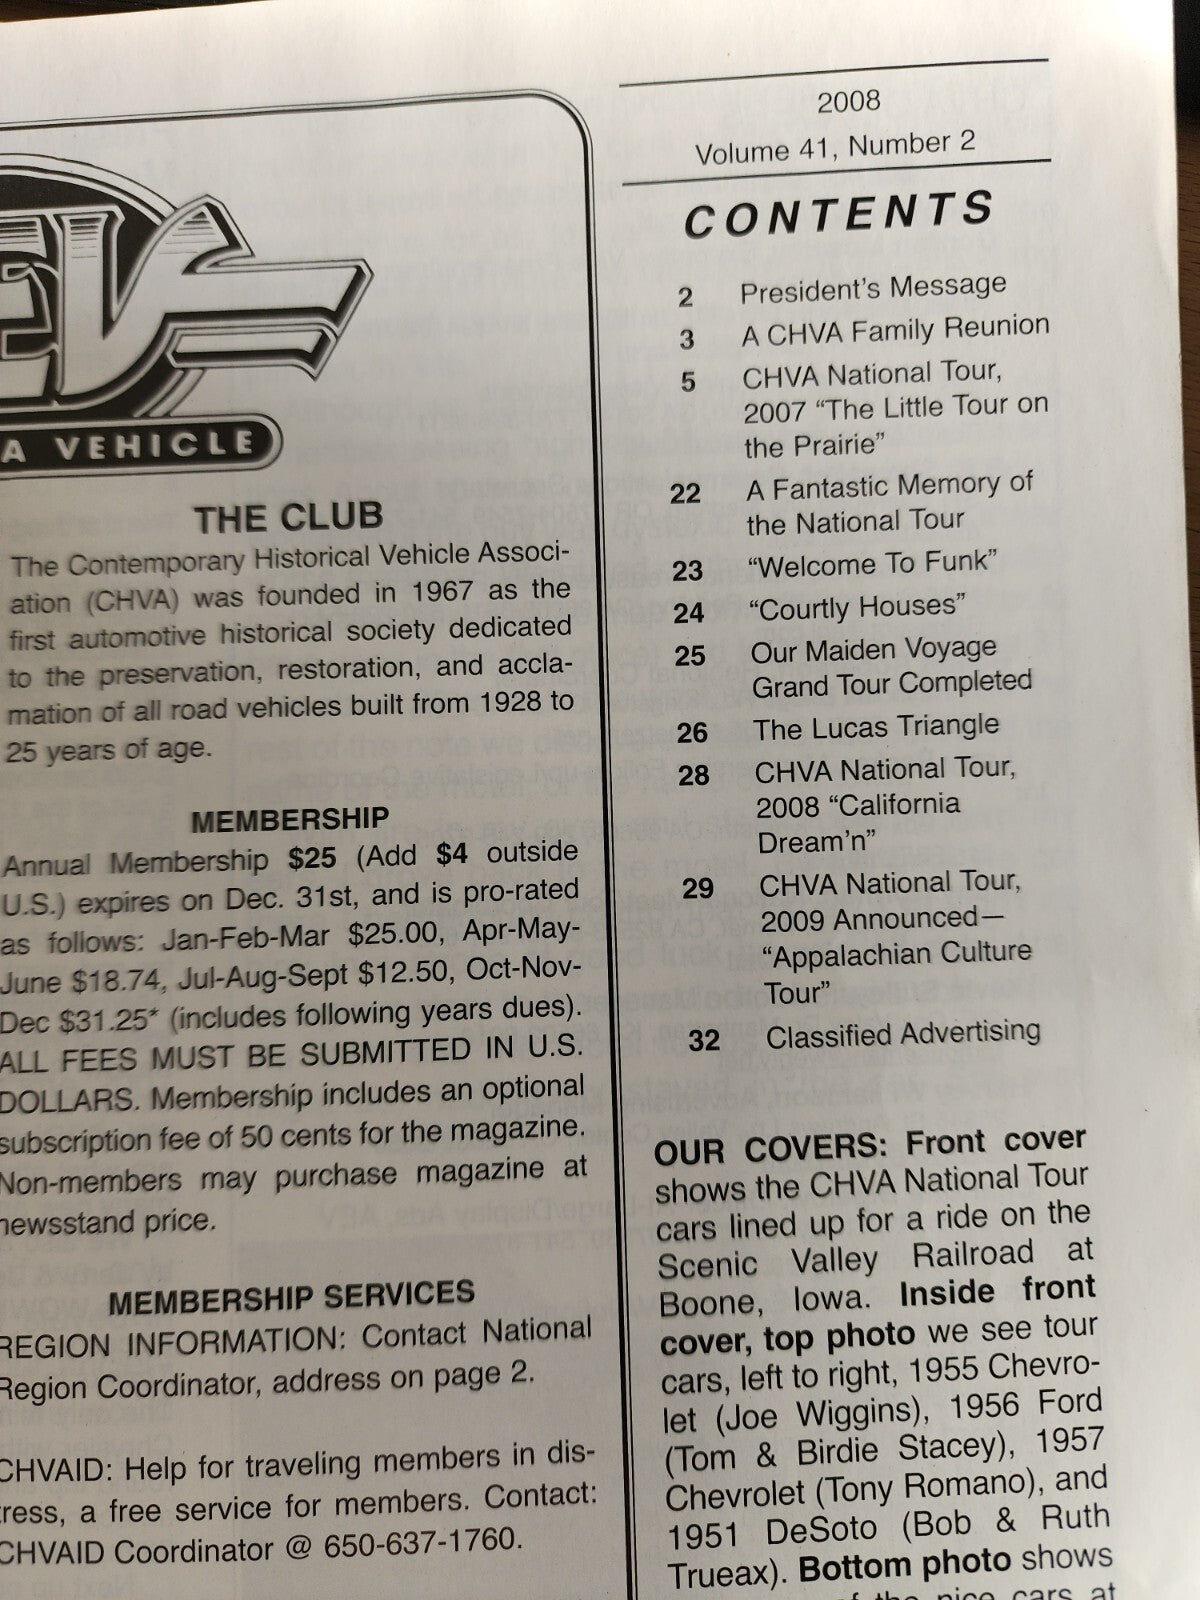 A VEHICLE
THE CLUB
The Contemporary Historical Vehicle Associ-
ation (CHVA) was founded in 1967 as the
first automotive historical society dedicated
to the preservation, restoration, and accla-
mation of all road vehicles built from 1928 to
25 years of age.
MEMBERSHIP
Annual Membership $25 (Add $4 outside
U.S.) expires on Dec. 31st, and is pro-rated
as follows: Jan-Feb-Mar $25.00, Apr-May-
June $18.74, Jul-Aug-Sept $12.50, Oct-Nov-
Dec $31.25* (includes following years dues).
ALL FEES MUST BE SUBMITTED IN U.S.
DOLLARS. Membership includes an optional
subscription fee of 50 cents for the magazine.
Non-members may purchase magazine at
newsstand price.
MEMBERSHIP SERVICES
REGION INFORMATION: Contact National
Region Coordinator, address on page 2.
CHVAID: Help for traveling members in dis-
tress, a free service for members. Contact:
CHVAID Coordinator @ 650-637-1760.
2008
Volume 41, Number 2
CONTENTS
2 President's Message
3 A CHVA Family Reunion
5 CHVA National Tour,
2007 “The Little Tour on
the Prairie”
22 A Fantastic Memory of
the National Tour
23 “Welcome To Funk”
24 “Courtly Houses”
25 Our Maiden Voyage
Grand Tour Completed
26 The Lucas Triangle
28 CHVA National Tour,
2008 “California
Dream'n”
29 CHVA National Tour,
2009 Announced—
“Appalachian Culture
Tour”
32 Classified Advertising
OUR COVERS: Front cover
shows the CHVA National Tour
cars lined up for a ride on the
Scenic Valley Railroad at
Boone, Iowa. Inside front
cover, top photo we see tour
cars, left to right, 1955 Chevro-
let (Joe Wiggins), 1956 Ford
(Tom & Birdie Stacey), 1957
Chevrolet (Tony Romano), and
1951 DeSoto (Bob & Ruth
Trueax). Bottom photo shows
of the nice cars at